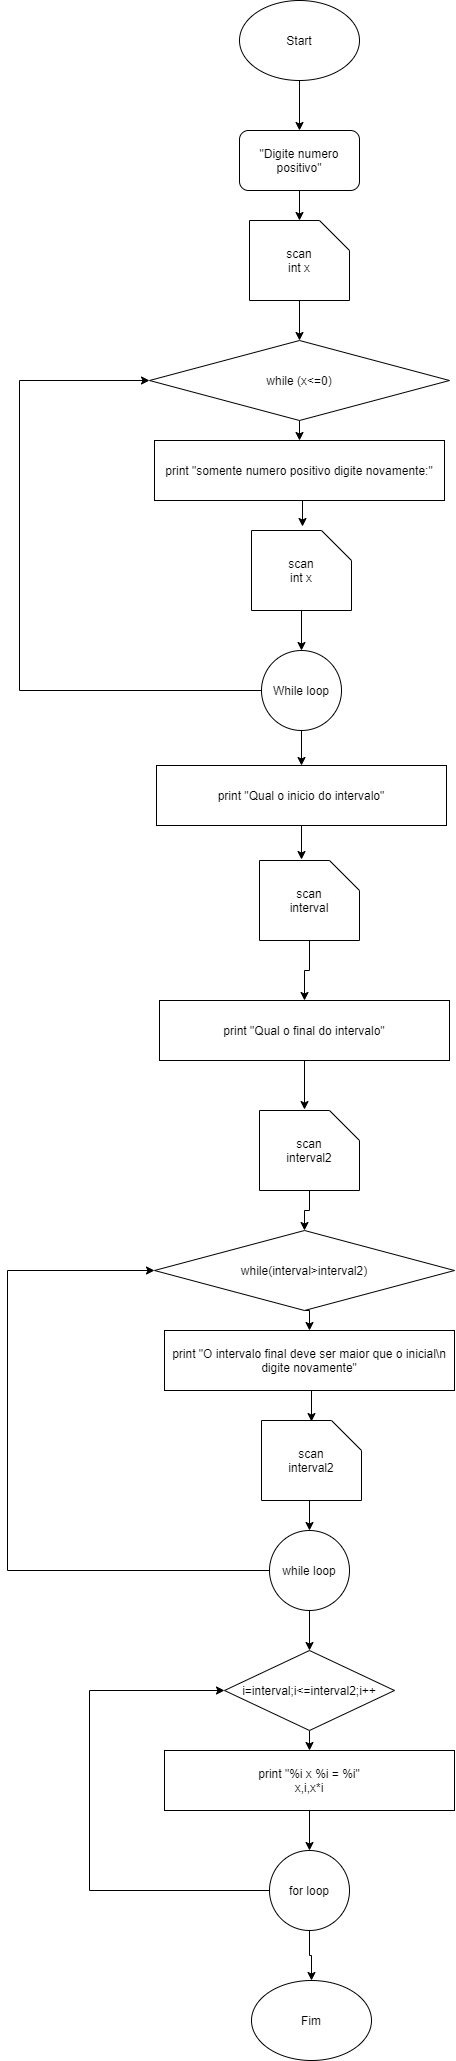 Start
"Digite numero
positivo"
scan
int x
while (x<=0)
print "somente numero positivo digite novamente:"
scan
int x
While loop
print "Qual o inicio do intervalo"
scan
interval
print "Qual o final do intervalo"
scan
interval2
while(interval>interval2)
print "O intervalo final deve ser maior que o inicial\n
digite novamente"
scan
interval2
while loop
i=interval;i<=interval2;i++
print "%i x %i = %i"
x,i,x*i
for loop
Fim